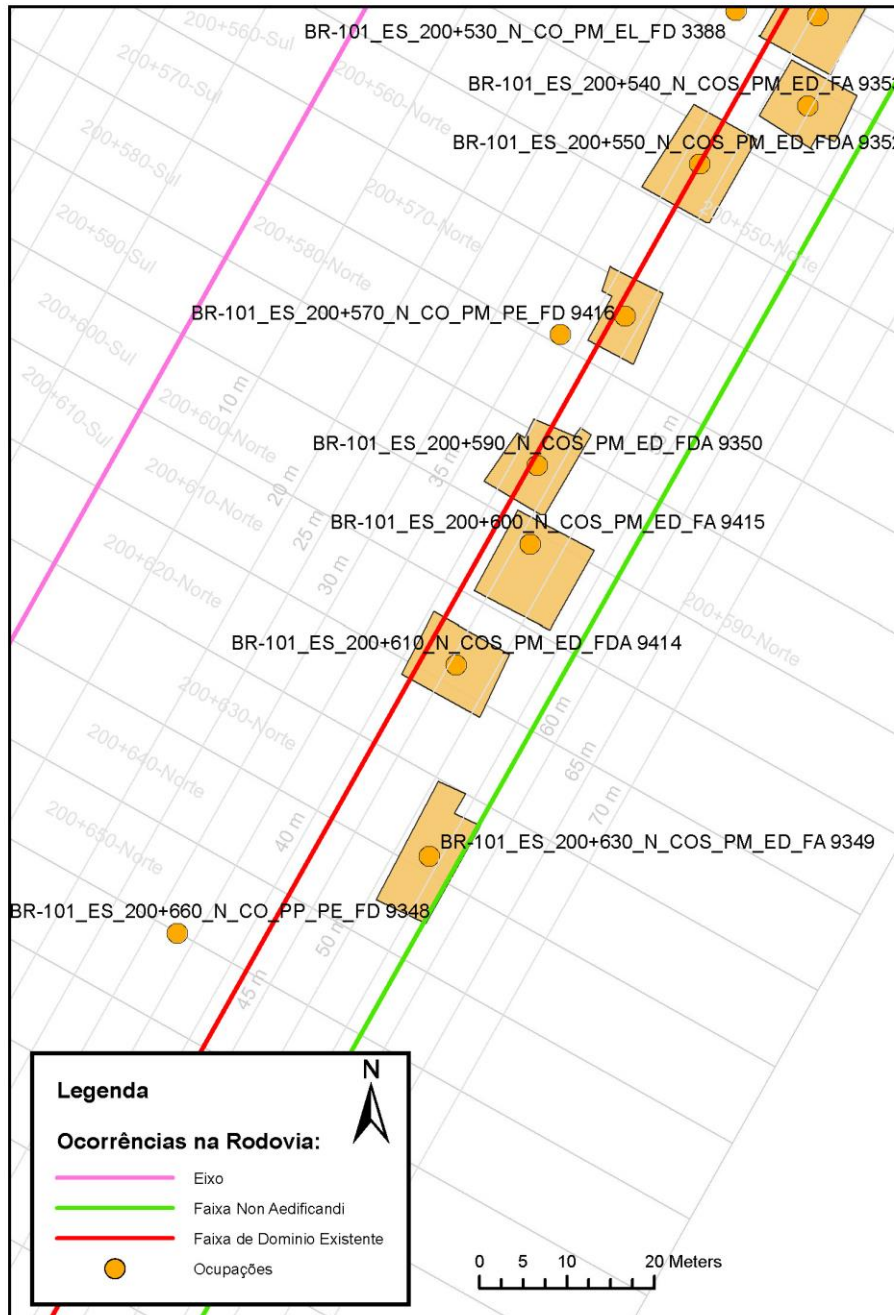 200+560-Sul
BR-101_ES_200+530_N_CO_PM_EL_FD 3388
200+570-Sul
200+560-Norte
BR-101_ES_200+540_N_COS_PM_ED_FA 9353
200+580-Sul
BR-101_ES_200+550_N_COS_PM_ED_FDA 9352
200+570-Norte
200+590-Sul
200+550-Norte
200+580-Norte
200+600-Sul
BR-101_ES_200+570_N_CO_PM_PE_FD 9416
200+610-Sul
10 m
200+600-Norte
BR-101_ES_200+590_N_COS_PM_ED_FDA 9350
35 m
20 m
200+610-Norte
25 m
BR-101_ES_200+600_N_COS_PM_ED_FA 9415
200+620-Norte
30 m
200+590-Norte
BR-101_ES_200+610_N_COS_PM_ED_FDA 9414
200+630-Norte
60 m
200+640-Norte
65 m
70 m
40 m
200+650-Norte
BR-101_ES_200+630_N_COS_PM_ED_FA 9349
BR-101_ES_200+660_N_CO_PP_PE_FD 9348
50 m
45 m
Legenda
N
Ocorrências na Rodovia:
Eixo
Faixa Non Aedificandi
Faixa de Dominio Existente
Ocupações
0 5 10 20 Meters